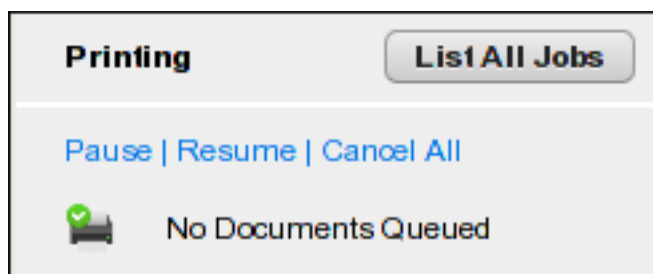 Printing
List All Jobs
Pause | Resume | Cancel All
No Documents Queued